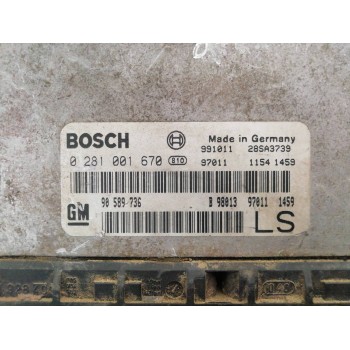 BOSCH Made in Germany
991011 28SA3739
0 281 001 670 97011 1154 1459
GM 90 589-736 B 98013 97011 1459
LS